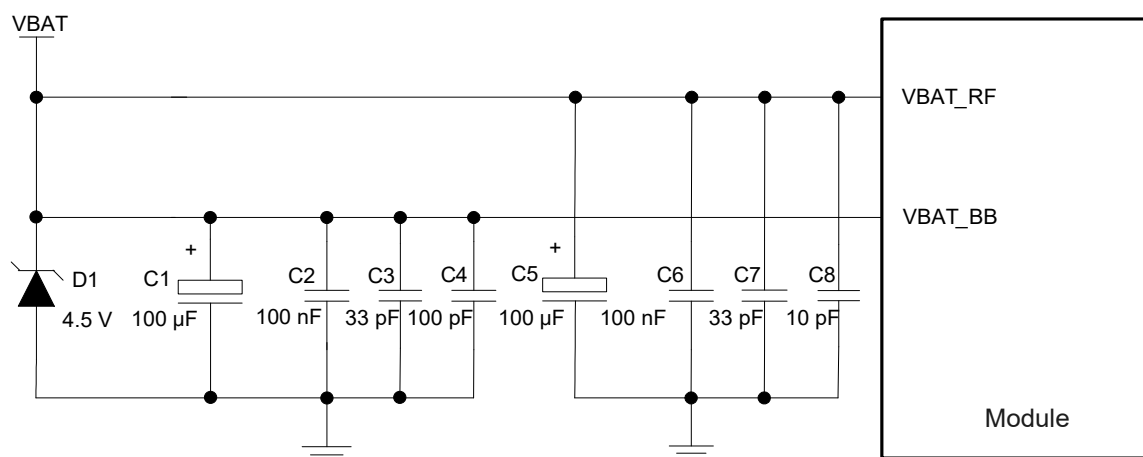 VBAT
VBAT_RF
VBAT_BB
+
+
D1
C1
C2
C3
C4
C5
C6
C7
C8
4.5 V
100 µF
100 nF
33 pF
100 pF
100 µF
100 nF
33 pF
10 pF
Module